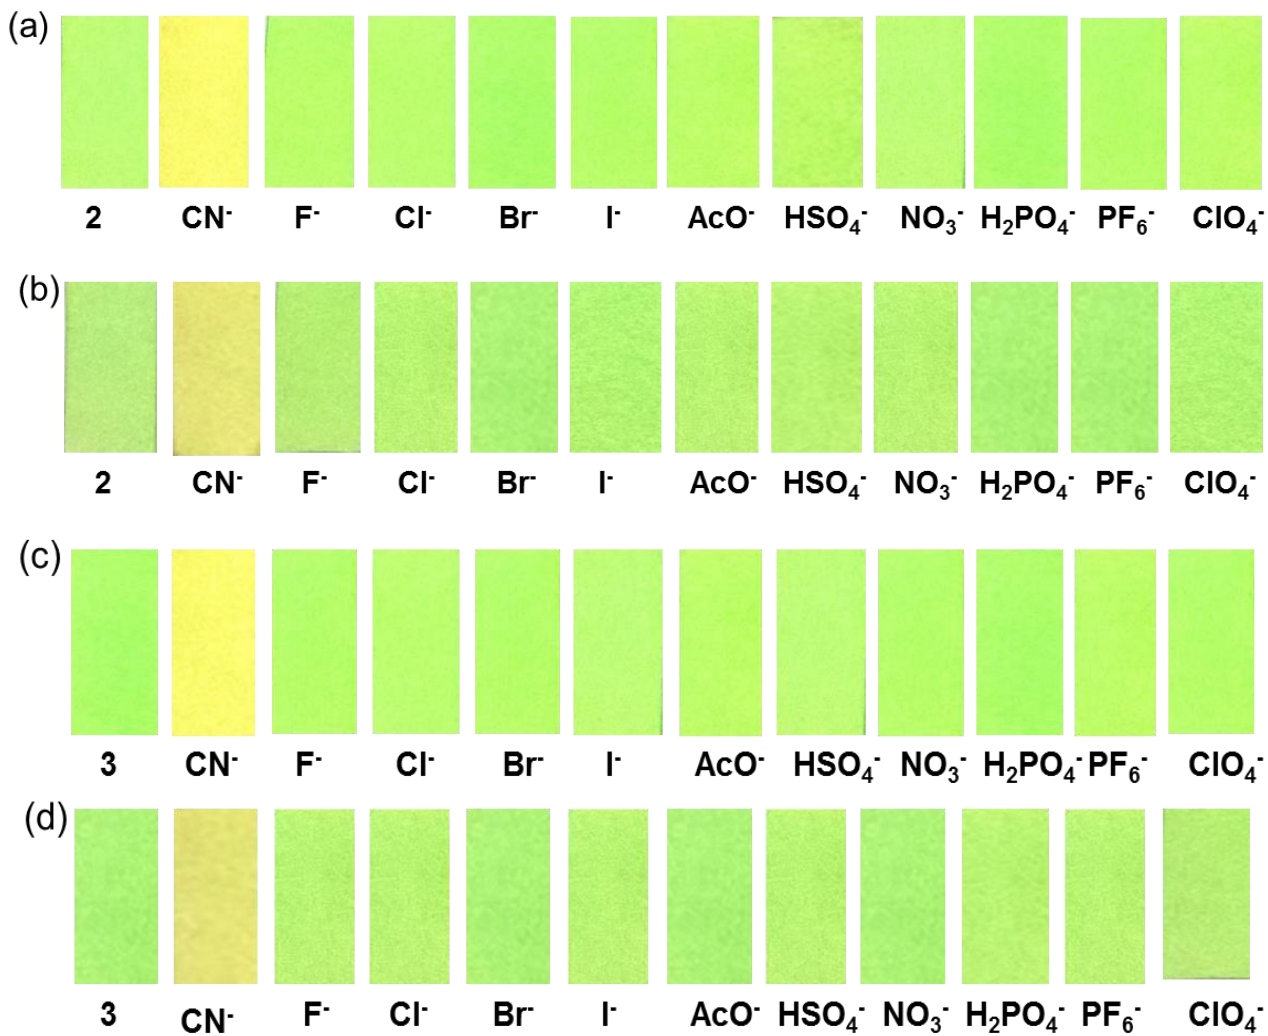 (a)
2 CN⁻ F⁻ Cl⁻ Br⁻ I⁻ AcO⁻ HSO₄⁻ NO₃⁻ H₂PO₄⁻ PF₆⁻ ClO₄⁻
(b)
2 CN⁻ F⁻ Cl⁻ Br⁻ I⁻ AcO⁻ HSO₄⁻ NO₃⁻ H₂PO₄⁻ PF₆⁻ ClO₄⁻
(c)
3 CN⁻ F⁻ Cl⁻ Br⁻ I⁻ AcO⁻ HSO₄⁻ NO₃⁻ H₂PO₄⁻ PF₆⁻ ClO₄⁻
(d)
3 CN⁻ F⁻ Cl⁻ Br⁻ I⁻ AcO⁻ HSO₄⁻ NO₃⁻ H₂PO₄⁻ PF₆⁻ ClO₄⁻